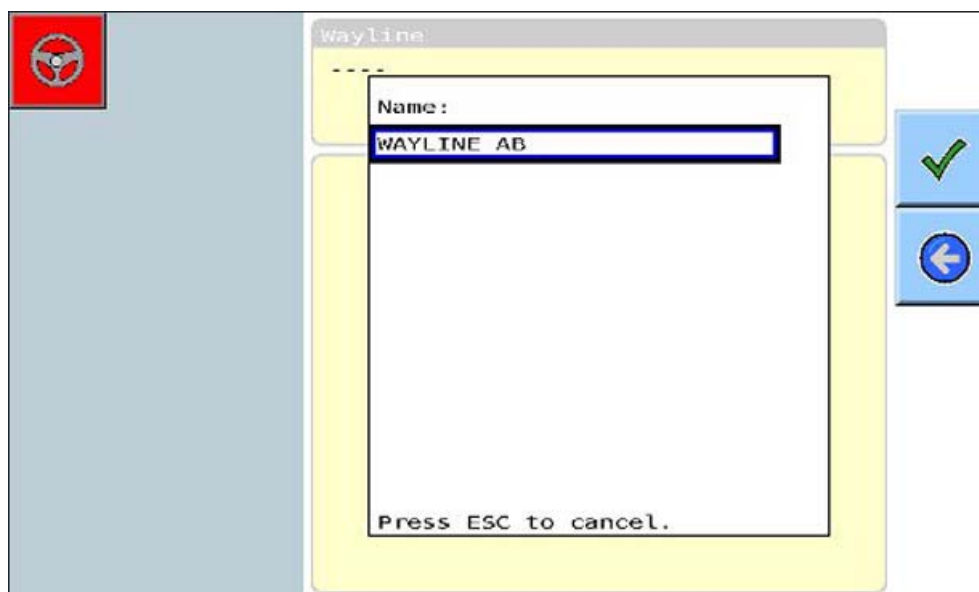 Wayline
----
Name:
WAYLINE AB
Press ESC to cancel.